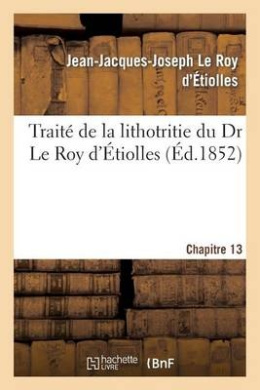 Jean-Jacques-Joseph Le Roy
d'Étiolles
Traité de la lithotritie du Dr
Le Roy d'Étiolles (Éd.1852)
Chapitre 13
hachette
LIVRE
{BnF